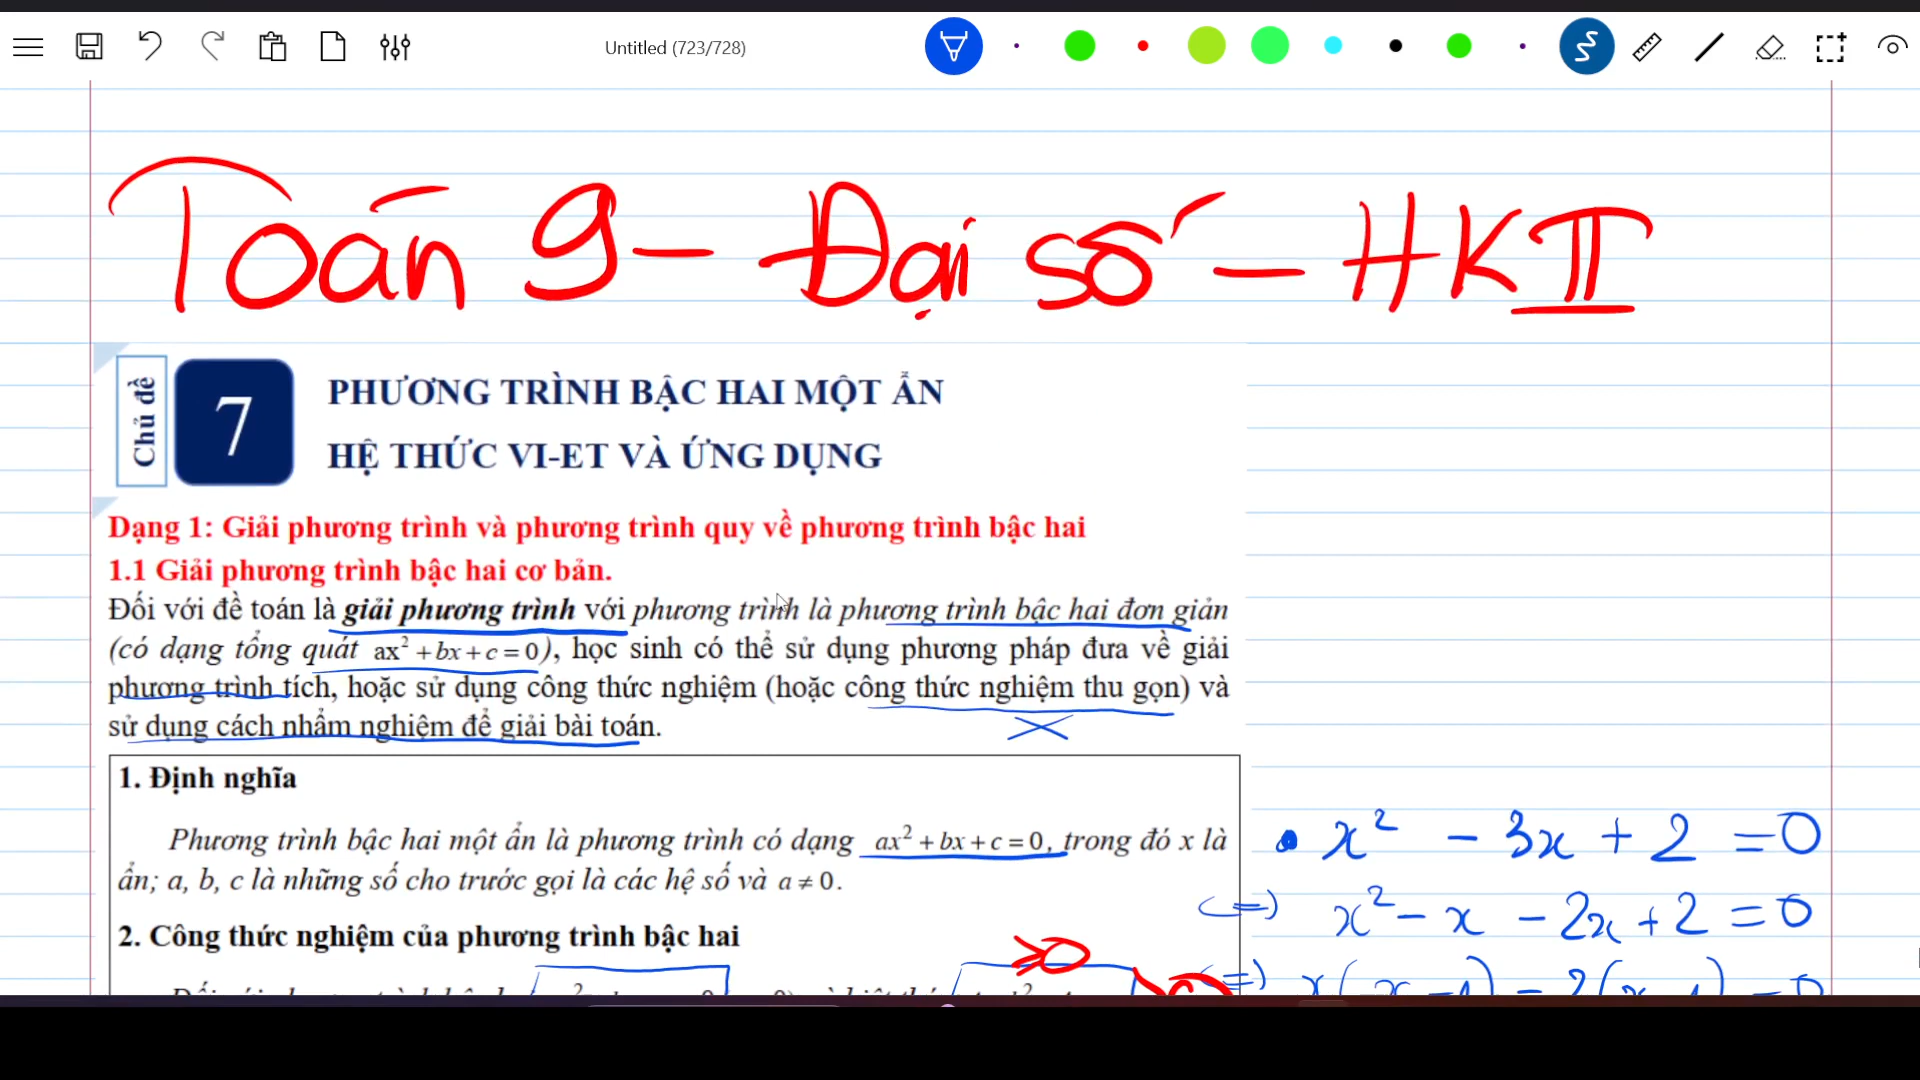 Untitled (723/728)
Toán 9 - Đại số - HKII
Chủ đề
7
PHƯƠNG TRÌNH BẬC HAI MỘT ẨN
HỆ THỨC VI-ET VÀ ỨNG DỤNG
Dạng 1: Giải phương trình và phương trình quy về phương trình bậc hai
1.1 Giải phương trình bậc hai cơ bản.
Đối với đề toán là giải phương trình với phương trình là phương trình bậc hai đơn giản
(có dạng tổng quát ax² + bx + c = 0), học sinh có thể sử dụng phương pháp đưa về giải
phương trình tích, hoặc sử dụng công thức nghiệm (hoặc công thức nghiệm thu gọn) và
sử dụng cách nhẩm nghiệm để giải bài toán.
1. Định nghĩa
Phương trình bậc hai một ẩn là phương trình có dạng ax² + bx + c = 0, trong đó x là
ẩn; a, b, c là những số cho trước gọi là các hệ số và a ≠ 0.
2. Công thức nghiệm của phương trình bậc hai
• x² - 3x + 2 = 0
(=) x² - x - 2x + 2 = 0
(=) x(x-1) - 2(x-1) = 0